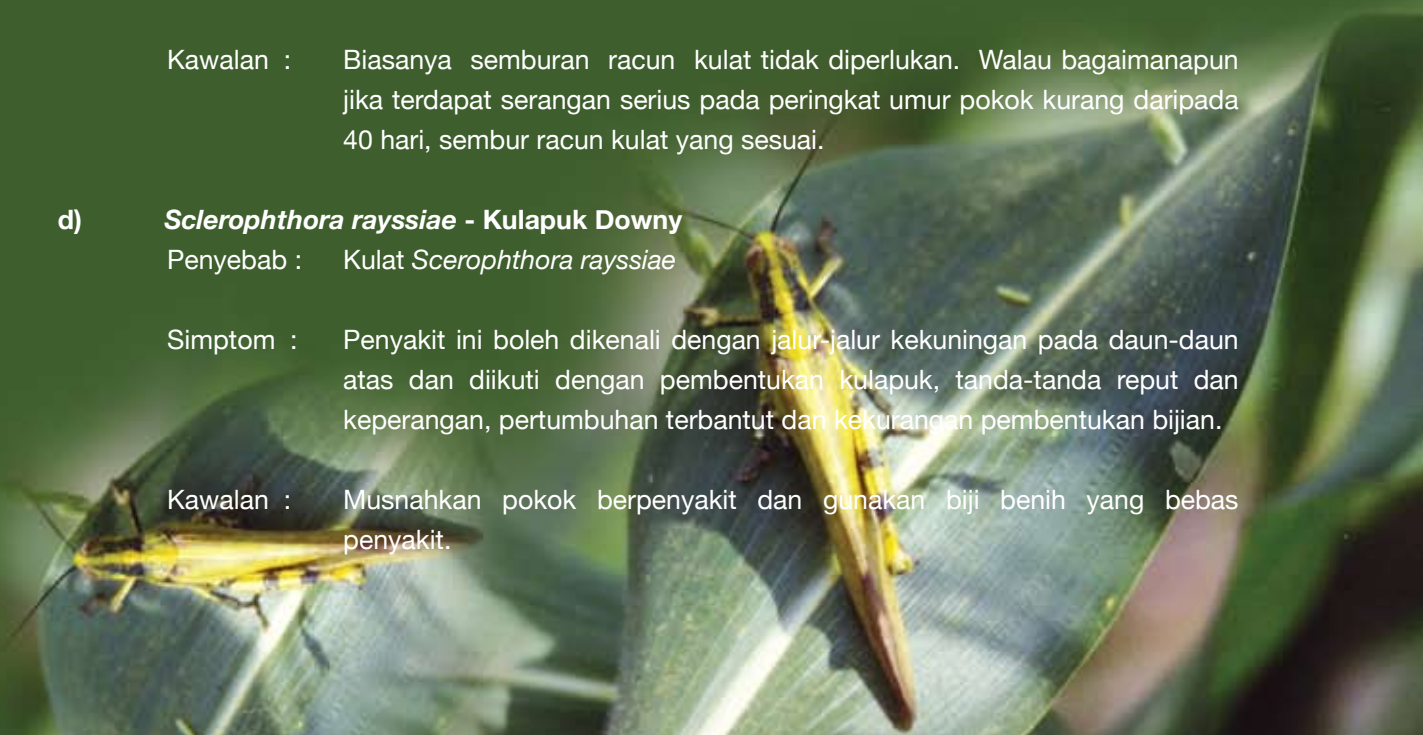 Kawalan : Biasanya semburan racun kulat tidak diperlukan. Walau bagaimanapun
jika terdapat serangan serius pada peringkat umur pokok kurang daripada
40 hari, sembur racun kulat yang sesuai.
d) Sclerophthora rayssiae - Kulapuk Downy
Penyebab : Kulat Scerophthora rayssiae
Simptom : Penyakit ini boleh dikenali dengan jalur-jalur kekuningan pada daun-daun
atas dan diikuti dengan pembentukan kulapuk, tanda-tanda reput dan
keperangan, pertumbuhan terbantut dan kekurangan pembentukan bijian.
Kawalan : Musnahkan pokok berpenyakit dan gunakan biji benih yang bebas
penyakit.